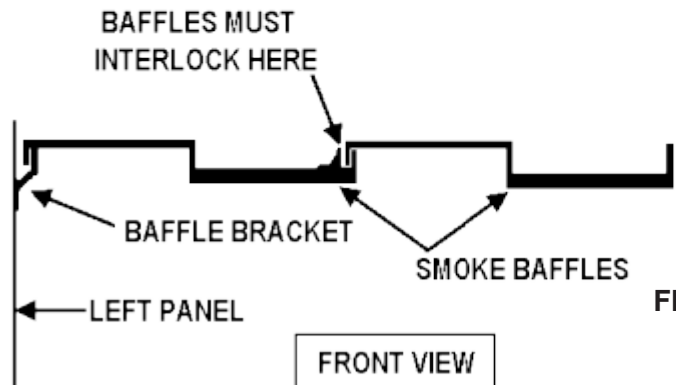 BAFFLES MUST
INTERLOCK HERE
BAFFLE BRACKET
SMOKE BAFFLES
LEFT PANEL
FRONT VIEW